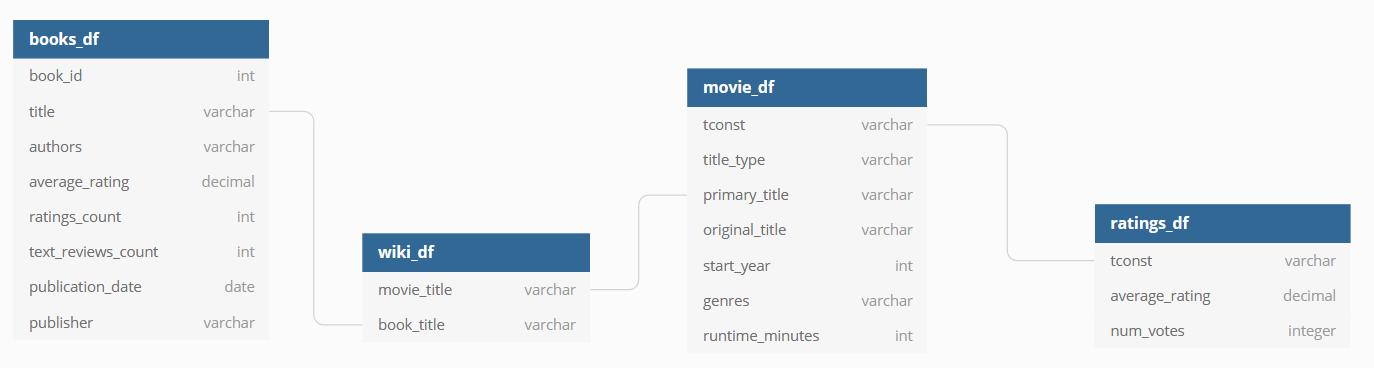 books_df
book_id int
title varchar
authors varchar
average_rating decimal
ratings_count int
text_reviews_count int
publication_date date
publisher varchar
wiki_df
movie_title varchar
book_title varchar
movie_df
tconst varchar
title_type varchar
primary_title varchar
original_title varchar
start_year int
genres varchar
runtime_minutes int
ratings_df
tconst varchar
average_rating decimal
num_votes integer